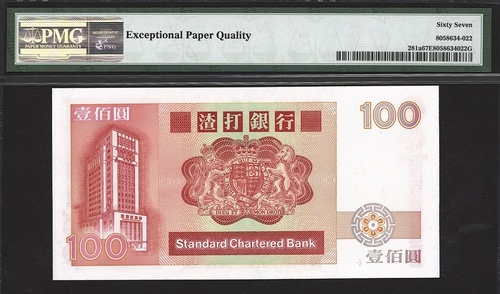 PMG
PAPER MONEY GUARANTY
PNG
Exceptional Paper Quality
Sixty Seven
8058634-022
281a67E8058634022G
壹佰圓
渣打銀行
100
DIEU ET MON DROIT
Standard Chartered Bank
100
壹佰圓